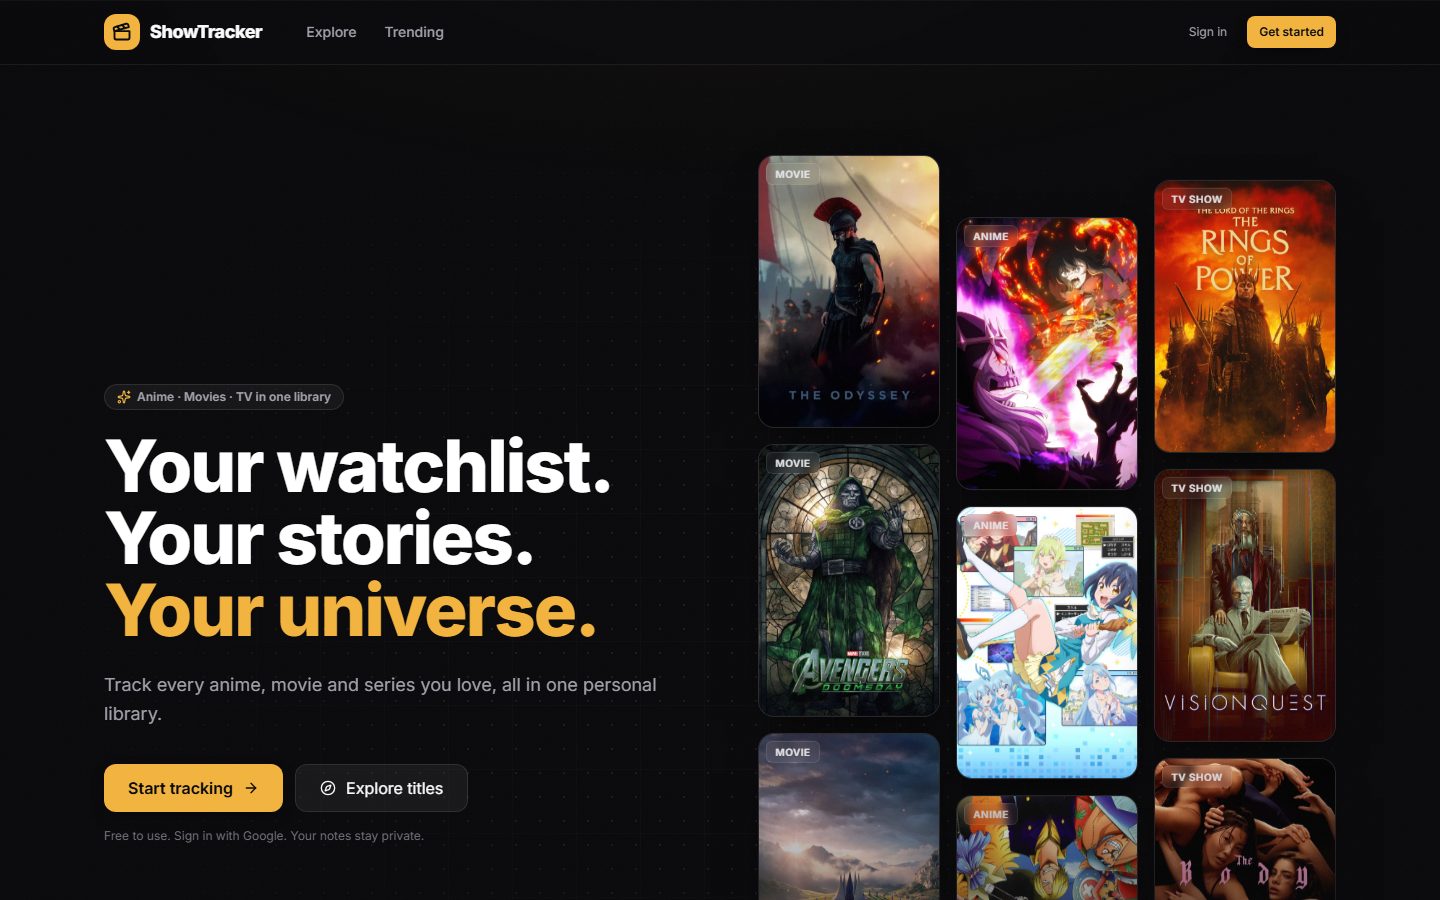 ShowTracker
Explore
Trending
Sign in
Get started
Anime · Movies · TV in one library
Your watchlist.
Your stories.
Your universe.
Track every anime, movie and series you love, all in one personal
library.
Start tracking
Explore titles
Free to use. Sign in with Google. Your notes stay private.
MOVIE
THE ODYSSEY
MOVIE
AVENGERS
DOOMSDAY
MOVIE
ANIME
ANIME
ANIME
TV SHOW
THE LORD OF THE RINGS
THE
RINGS
OF
POWER
TV SHOW
VISIONQUEST
TV SHOW
The
Body